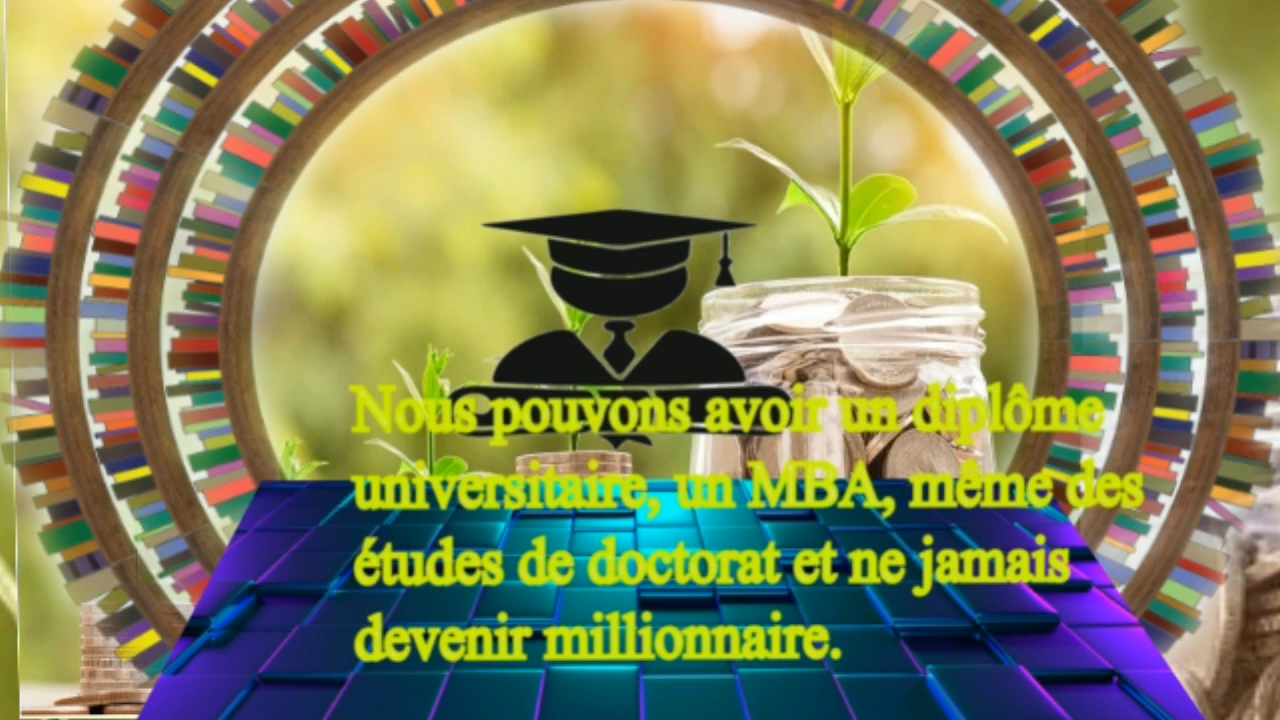 Nous pouvons avoir un diplôme
universitaire, un MBA, même des
études de doctorat et ne jamais
devenir millionnaire.